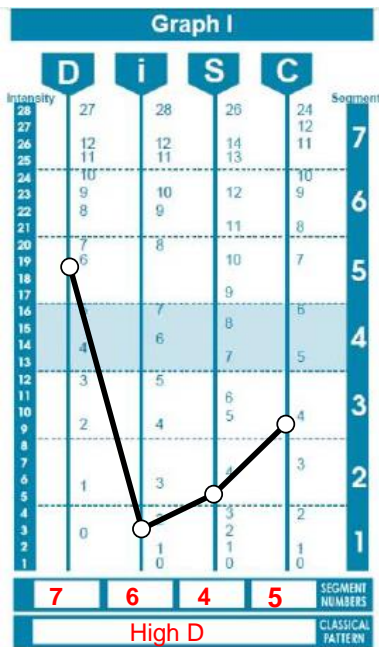 Graph I
D i S C
Intensity Segment
28 27 28 26 24
27 12
26 12 12 14 11 7
25 11 11 13
24 10 10
23 9 10 12 9
22 8 9 6
21 11 8
20 7 8
19 6 10 7 5
18
17 9
16 7 6
15 8
14 4 6 4
13 7 5
12 3 5
11 6 3
10 5 4
9 2 4
8
7 3
6 4 2
5 1 3
4 3 2
3 0 2 1
2 1 1 1
1 0 0 0
7 6 4 5 SEGMENT
NUMBERS
High D CLASSICAL
PATTERN